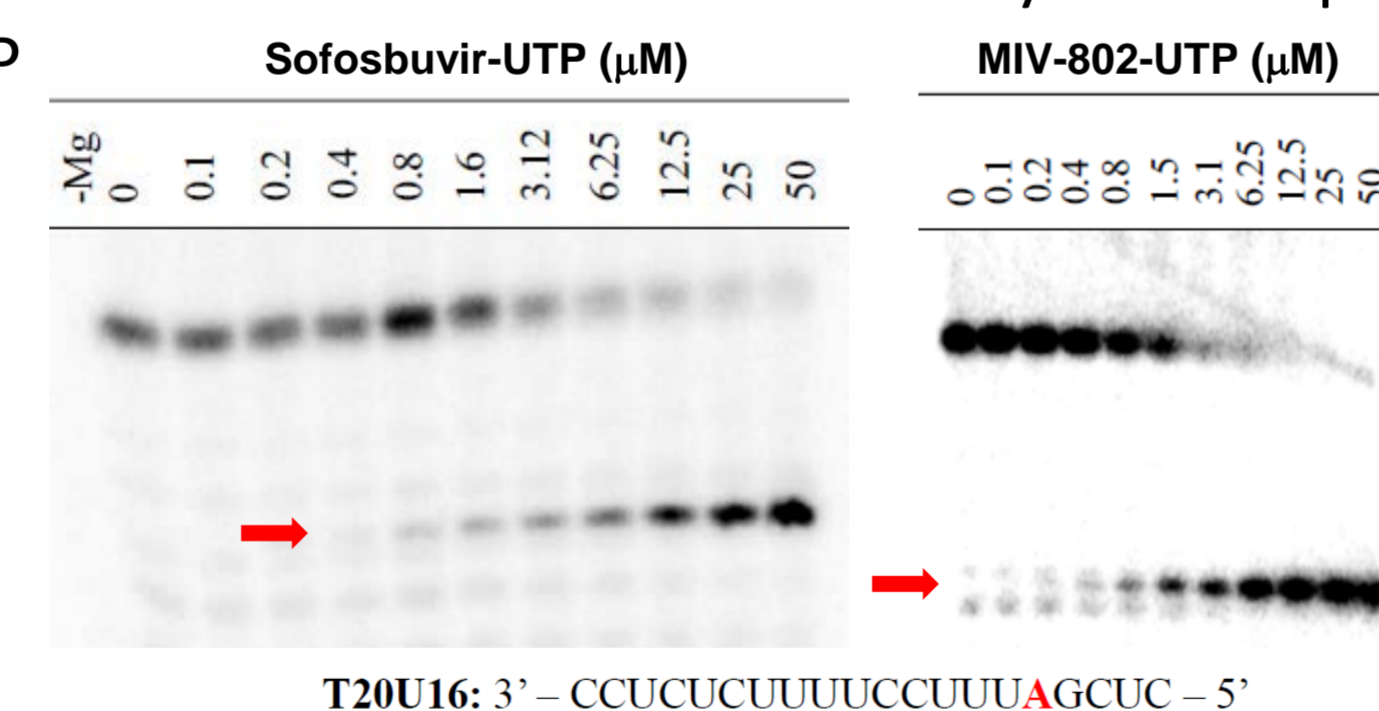 D
Sofosbuvir-UTP (μM)
MIV-802-UTP (μM)
-Mg 0 0.1 0.2 0.4 0.8 1.6 3.12 6.25 12.5 25 50
0 0.1 0.2 0.4 0.8 1.5 3.1 6.25 12.5 25 50
T20U16: 3’ – CCUCUCUUUUCCUUUAGCUC – 5’